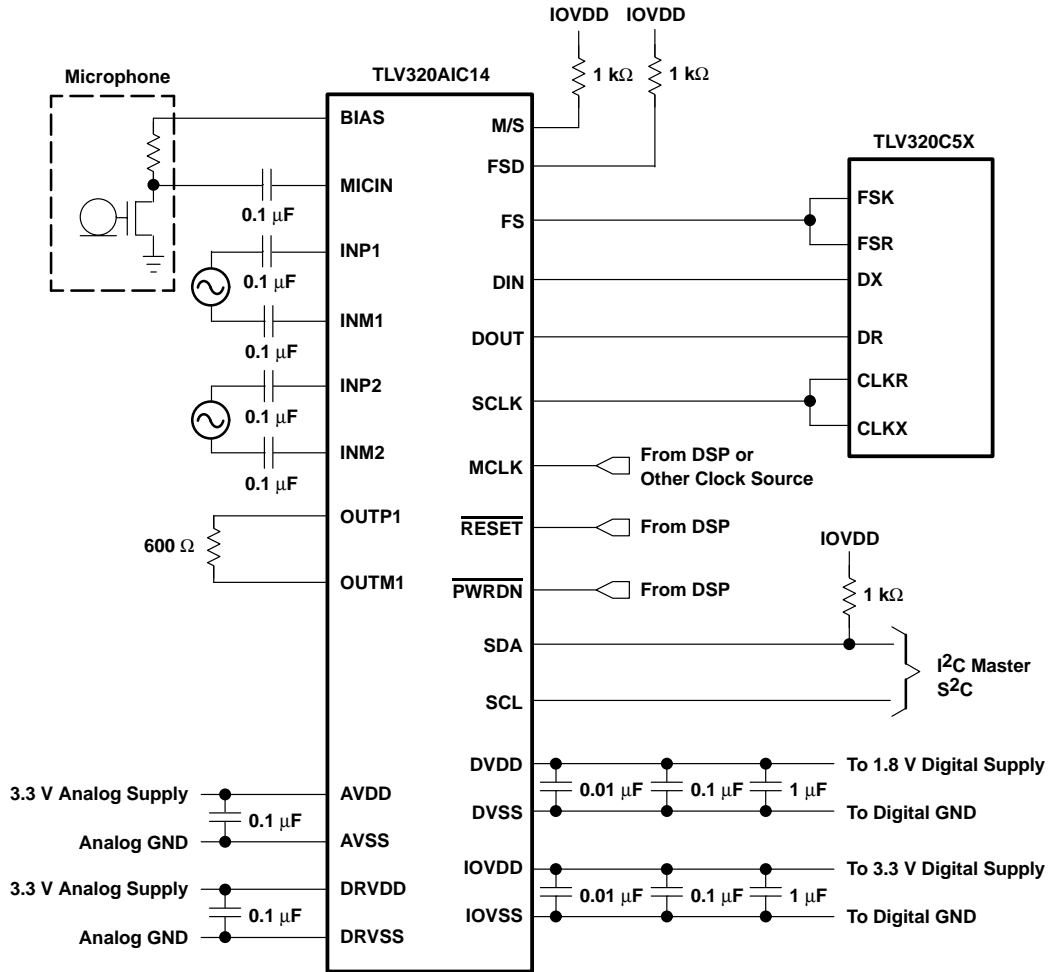 IOVDD
IOVDD
1 kΩ
1 kΩ
Microphone
TLV320AIC14
BIAS
MICIN
0.1 μF
INP1
0.1 μF
INM1
0.1 μF
INP2
0.1 μF
INM2
0.1 μF
OUTP1
600 Ω
OUTM1
3.3 V Analog Supply
AVDD
0.1 μF
Analog GND
AVSS
3.3 V Analog Supply
DRVDD
0.1 μF
Analog GND
DRVSS
M/S
FSD
FS
DIN
DOUT
SCLK
MCLK
From DSP or
Other Clock Source
RESET
From DSP
PWRDN
From DSP
SDA
SCL
IOVDD
1 kΩ
I2C Master
S2C
TLV320C5X
FSK
FSR
DX
DR
CLKR
CLKX
DVDD
To 1.8 V Digital Supply
0.01 μF
0.1 μF
1 μF
DVSS
To Digital GND
IOVDD
To 3.3 V Digital Supply
0.01 μF
0.1 μF
1 μF
IOVSS
To Digital GND